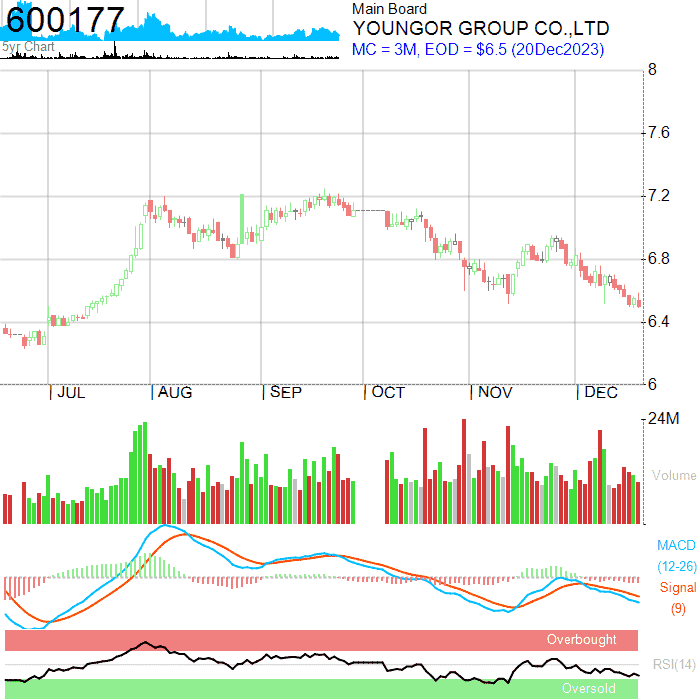 600177
5yr Chart
Main Board
YOUNGOR GROUP CO.,LTD
MC = 3M, EOD = $6.5 (20Dec2023)
8
7.6
7.2
6.8
6.4
6
JUL AUG SEP OCT NOV DEC
24M
Volume
MACD
(12-26)
Signal
(9)
Overbought
RSI(14)
Oversold